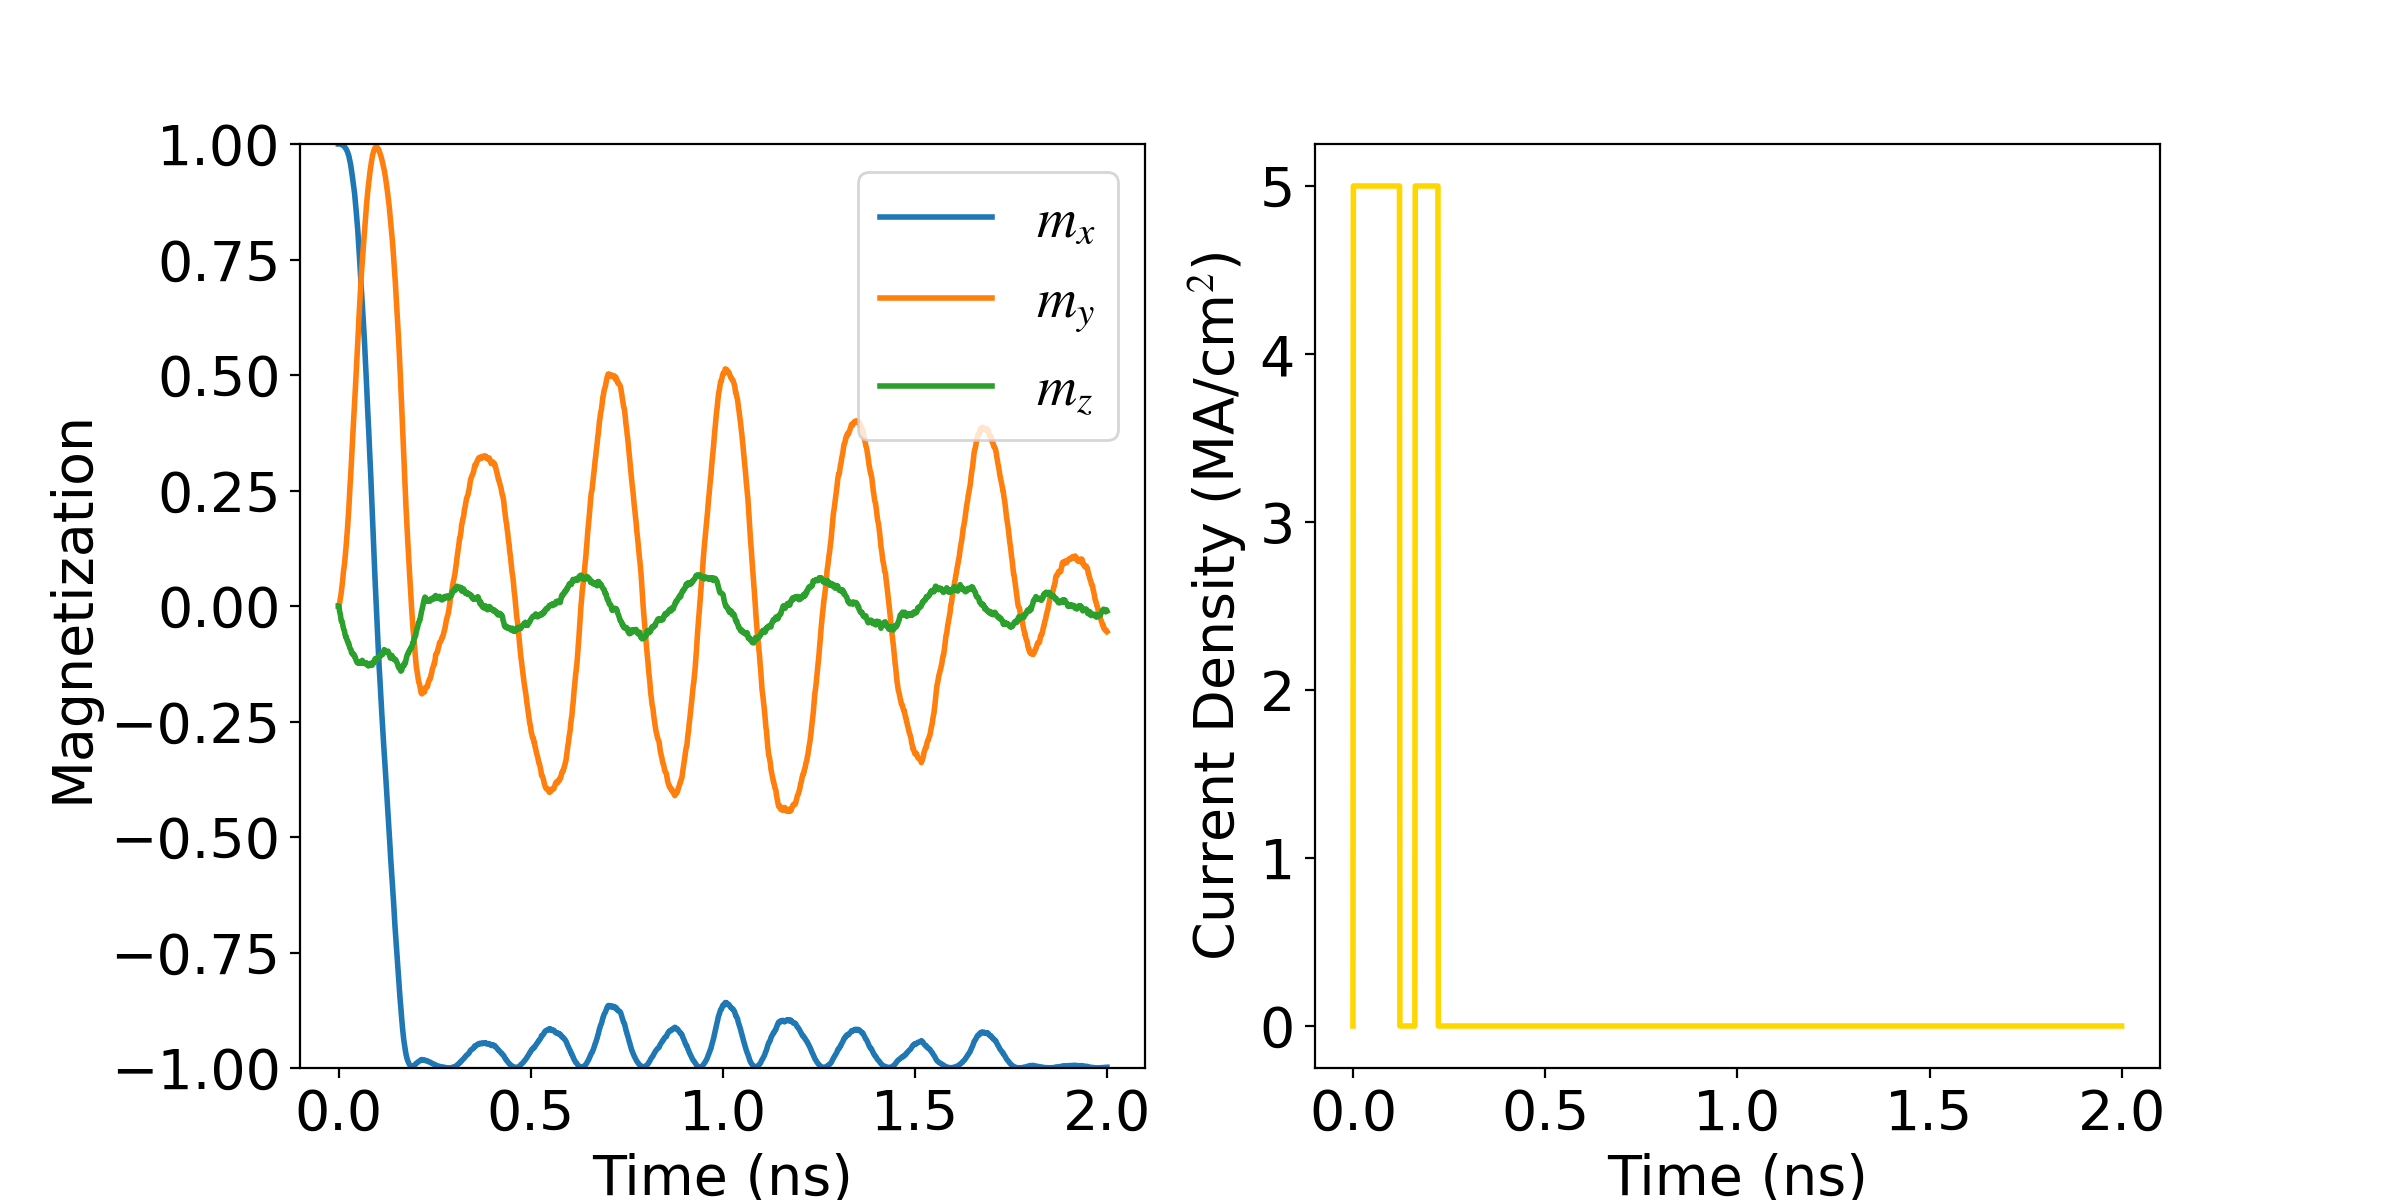 1.00
0.75
0.50
0.25
0.00
−0.25
−0.50
−0.75
−1.00
Magnetization
0.0 0.5 1.0 1.5 2.0
Time (ns)
m_x
m_y
m_z
5
4
3
2
1
0
Current Density (MA/cm²)
0.0 0.5 1.0 1.5 2.0
Time (ns)